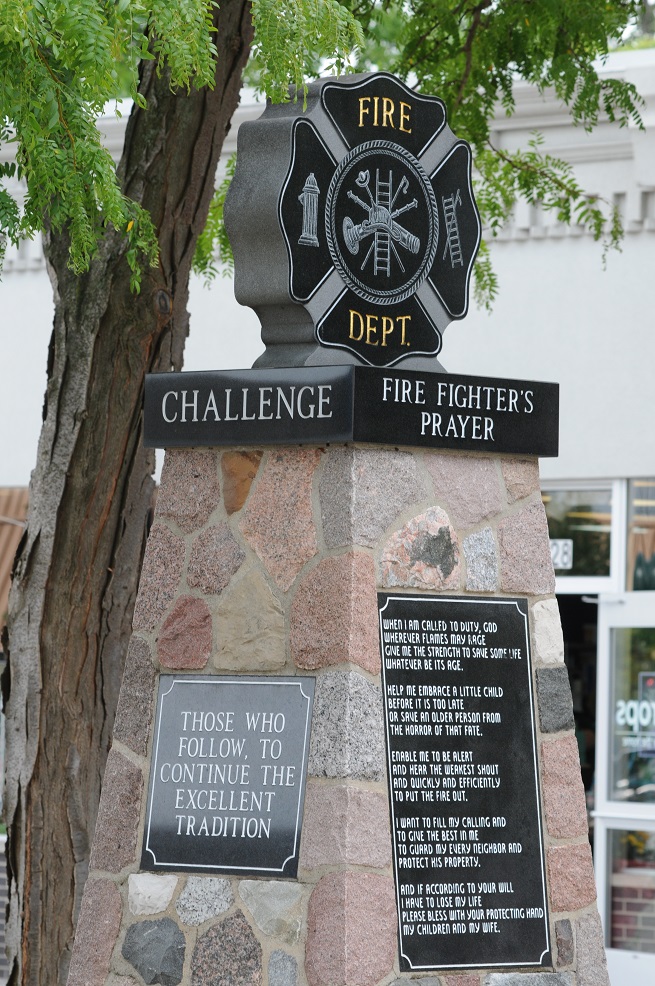 FIRE
DEPT.
CHALLENGE
THOSE WHO
FOLLOW, TO
CONTINUE THE
EXCELLENT
TRADITION
FIRE FIGHTER'S
PRAYER
WHEN I AM CALLED TO DUTY, GOD
WHEREVER FLAMES MAY RAGE
GIVE ME THE STRENGTH TO SAVE SOME LIFE
WHATEVER BE ITS AGE.
HELP ME EMBRACE A LITTLE CHILD
BEFORE IT IS TOO LATE
OR SAVE AN OLDER PERSON FROM
THE HORROR OF THAT FATE.
ENABLE ME TO BE ALERT
AND HEAR THE WEAKEST SHOUT
AND QUICKLY AND EFFICIENTLY
TO PUT THE FIRE OUT.
I WANT TO FILL MY CALLING AND
TO GIVE THE BEST IN ME
TO GUARD MY EVERY NEIGHBOR AND
PROTECT HIS PROPERTY.
AND IF ACCORDING TO YOUR WILL
I HAVE TO LOSE MY LIFE
PLEASE BLESS WITH YOUR PROTECTING HAND
MY CHILDREN AND MY WIFE.